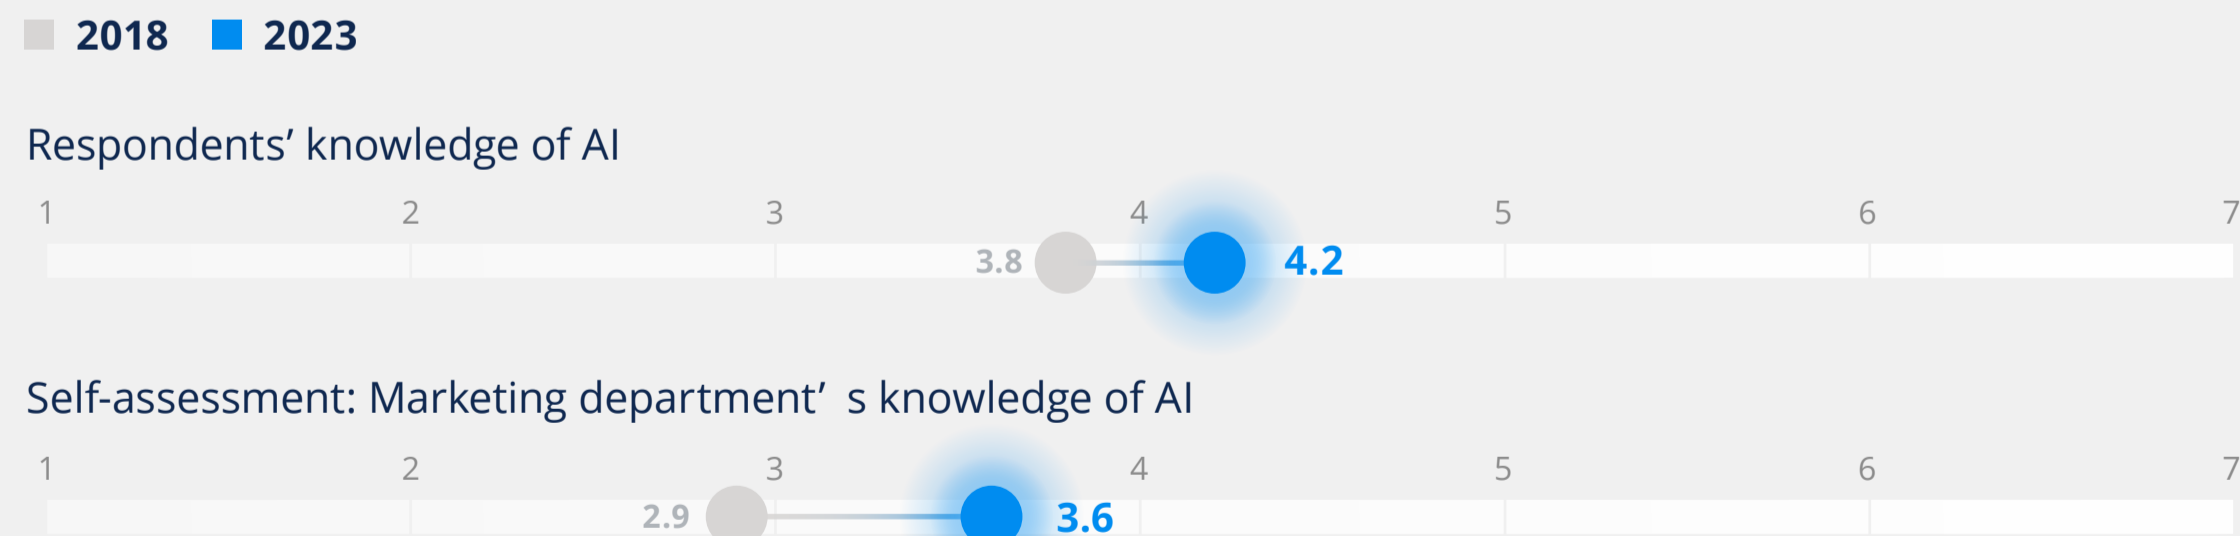 2018 2023
Respondents’ knowledge of AI
1 2 3 4 5 6 7
3.8 4.2
Self-assessment: Marketing department’ s knowledge of AI
1 2 3 4 5 6 7
2.9 3.6